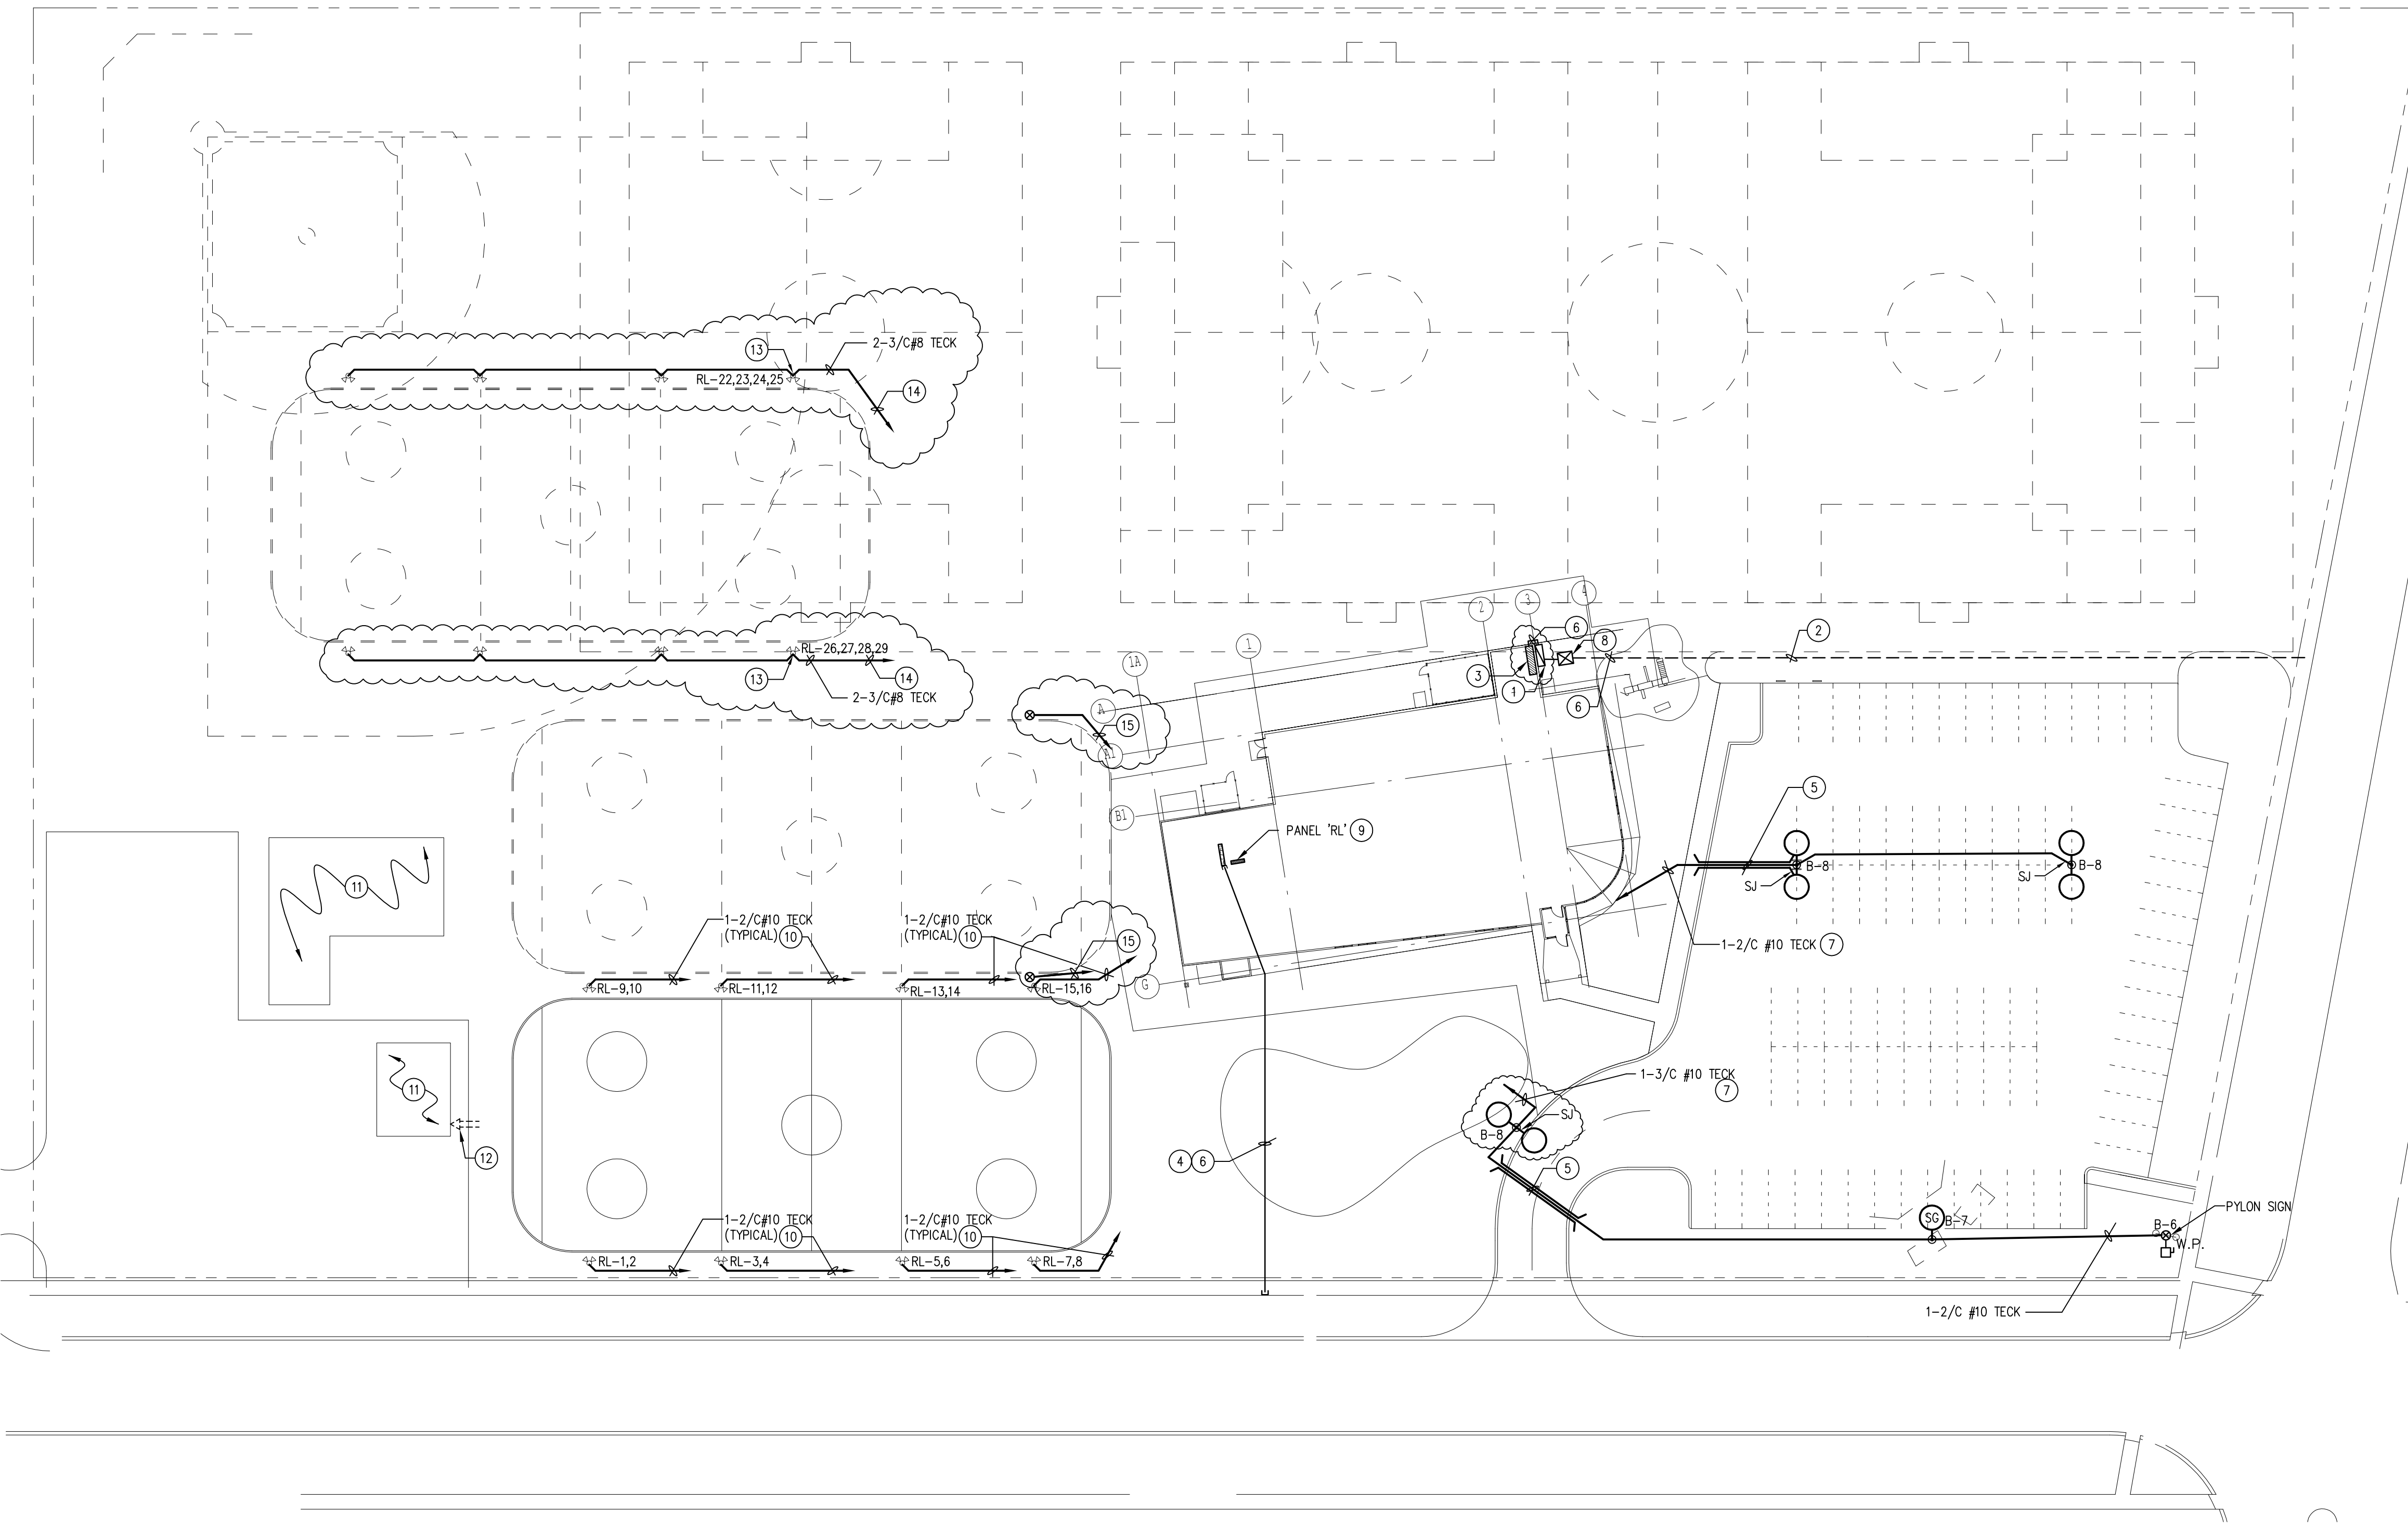 2-3/C#8 TECK
13
RL-22,23,24,25
14
4
3
2
6
8
2
1
1A
RL-26,27,28,29
3
13
14
1
2-3/C#8 TECK
6
A
15
A1
5
B1
PANEL 'RL' 9
B-8
B-8
SJ
SJ
11
1-2/C#10 TECK
(TYPICAL) 10
1-2/C#10 TECK
(TYPICAL) 10
15
1-2/C #10 TECK 7
RL-9,10
RL-11,12
RL-13,14
RL-15,16
G
1-3/C #10 TECK
7
11
SJ
B-8
12
4 6
5
PYLON SIGN
1-2/C#10 TECK
(TYPICAL) 10
1-2/C#10 TECK
(TYPICAL) 10
SG B-7
B-6
W.P.
RL-1,2
RL-3,4
RL-5,6
RL-7,8
1-2/C #10 TECK